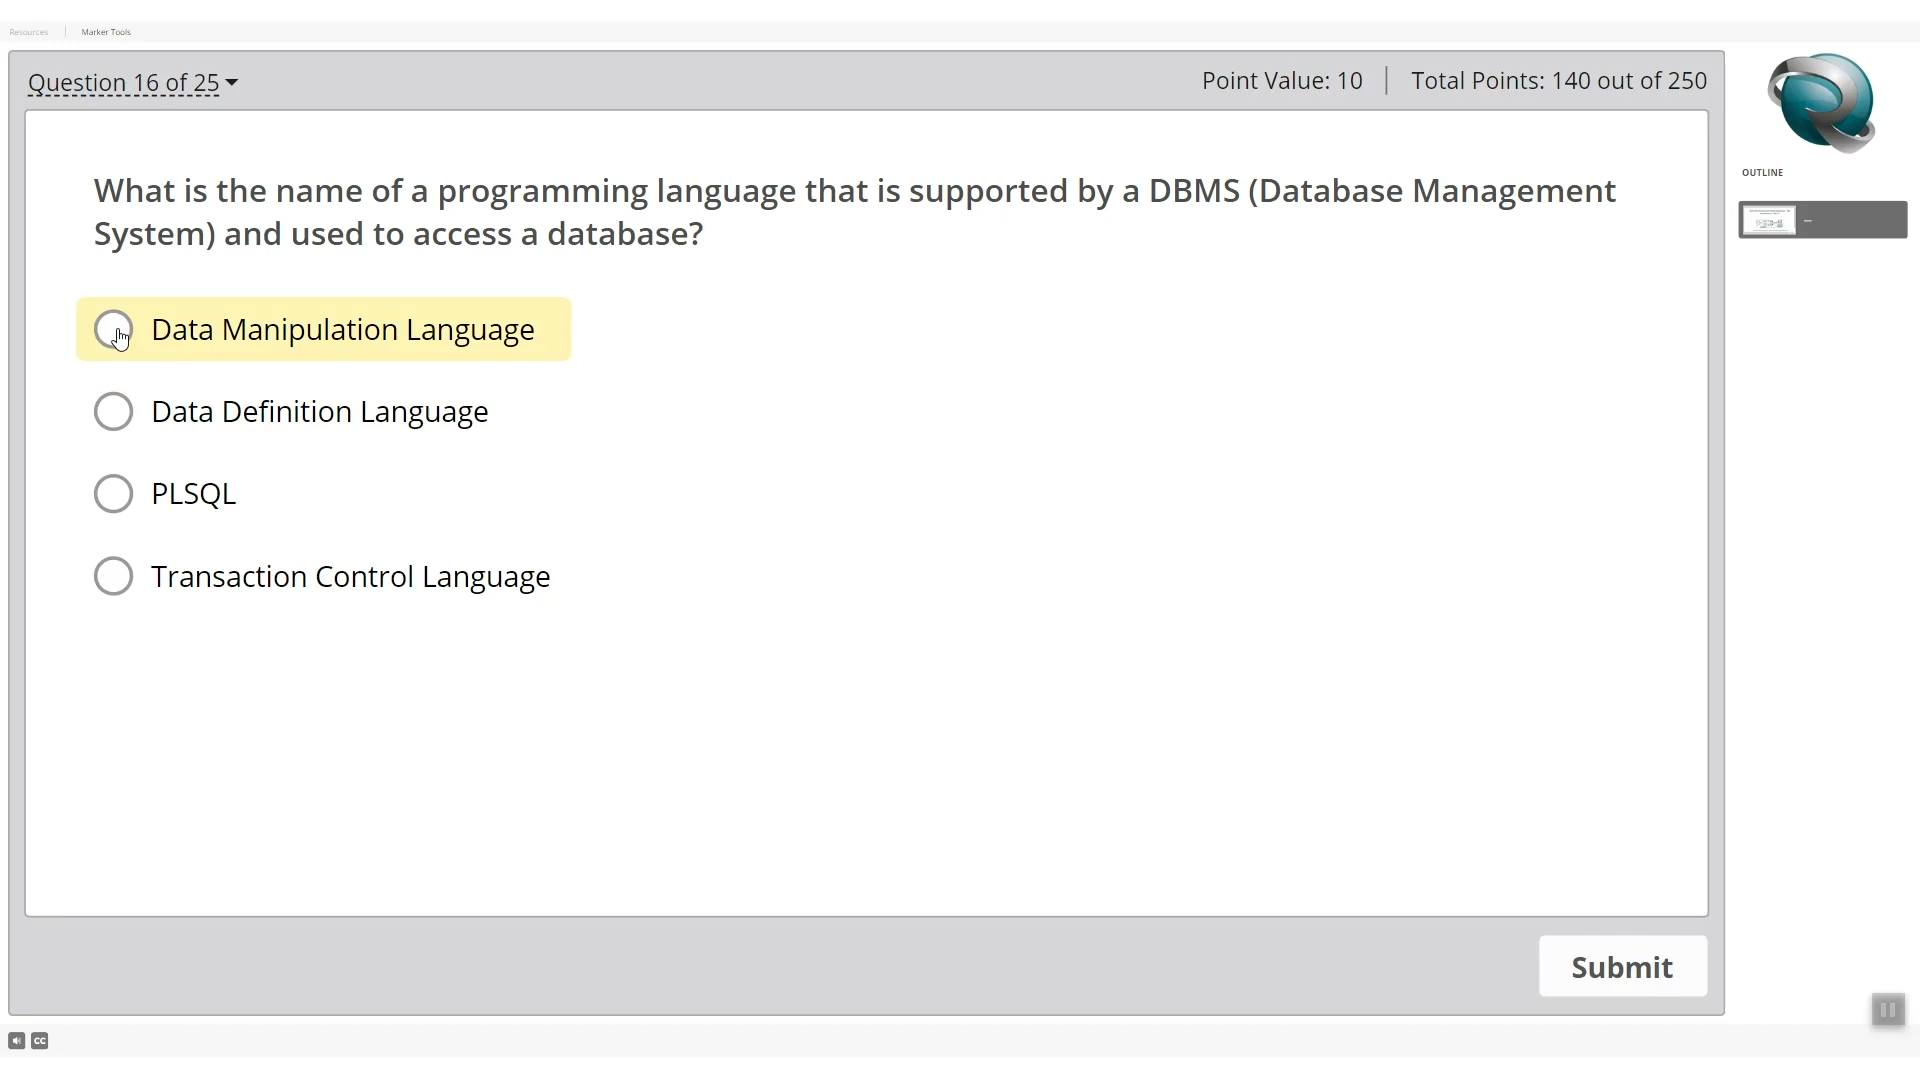 Resources
Marker Tools
Question 16 of 25
Point Value: 10
Total Points: 140 out of 250
What is the name of a programming language that is supported by a DBMS (Database Management
System) and used to access a database?
Data Manipulation Language
Data Definition Language
PLSQL
Transaction Control Language
Submit
OUTLINE
CC